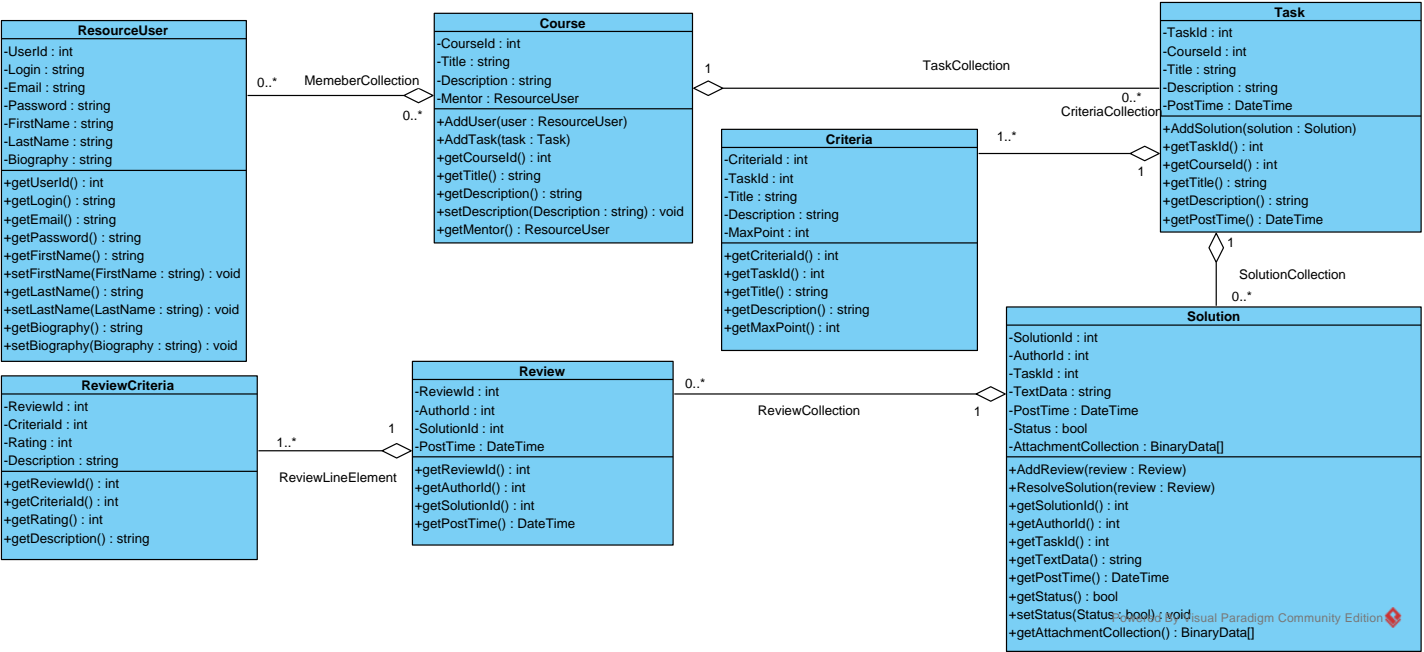 ResourceUser
-UserId : int
-Login : string
-Email : string
-Password : string
-FirstName : string
-LastName : string
-Biography : string
+getUserId() : int
+getLogin() : string
+getEmail() : string
+getPassword() : string
+getFirstName() : string
+setFirstName(FirstName : string) : void
+getLastName() : string
+setLastName(LastName : string) : void
+getBiography() : string
+setBiography(Biography : string) : void
0..*
MemeberCollection
0..*
Course
-CourseId : int
-Title : string
-Description : string
-Mentor : ResourceUser
+AddUser(user : ResourceUser)
+AddTask(task : Task)
+getCourseId() : int
+getTitle() : string
+getDescription() : string
+setDescription(Description : string) : void
+getMentor() : ResourceUser
1
TaskCollection
0..*
Task
-TaskId : int
-CourseId : int
-Title : string
-Description : string
-PostTime : DateTime
+AddSolution(solution : Solution)
+getTaskId() : int
+getCourseId() : int
+getTitle() : string
+getDescription() : string
+getPostTime() : DateTime
CriteriaCollection
1..*
1
Criteria
-CriteriaId : int
-TaskId : int
-Title : string
-Description : string
-MaxPoint : int
+getCriteriaId() : int
+getTaskId() : int
+getTitle() : string
+getDescription() : string
+getMaxPoint() : int
1
SolutionCollection
0..*
Solution
-SolutionId : int
-AuthorId : int
-TaskId : int
-TextData : string
-PostTime : DateTime
-Status : bool
-AttachmentCollection : BinaryData[]
+AddReview(review : Review)
+ResolveSolution(review : Review)
+getSolutionId() : int
+getAuthorId() : int
+getTaskId() : int
+getTextData() : string
+getPostTime() : DateTime
+getStatus() : bool
+setStatus(Status : bool) : void
+getAttachmentCollection() : BinaryData[]
0..*
ReviewCollection
1
Review
-ReviewId : int
-AuthorId : int
-SolutionId : int
-PostTime : DateTime
+getReviewId() : int
+getAuthorId() : int
+getSolutionId() : int
+getPostTime() : DateTime
1
1..*
ReviewLineElement
ReviewCriteria
-ReviewId : int
-CriteriaId : int
-Rating : int
-Description : string
+getReviewId() : int
+getCriteriaId() : int
+getRating() : int
+getDescription() : string
Powered By Visual Paradigm Community Edition